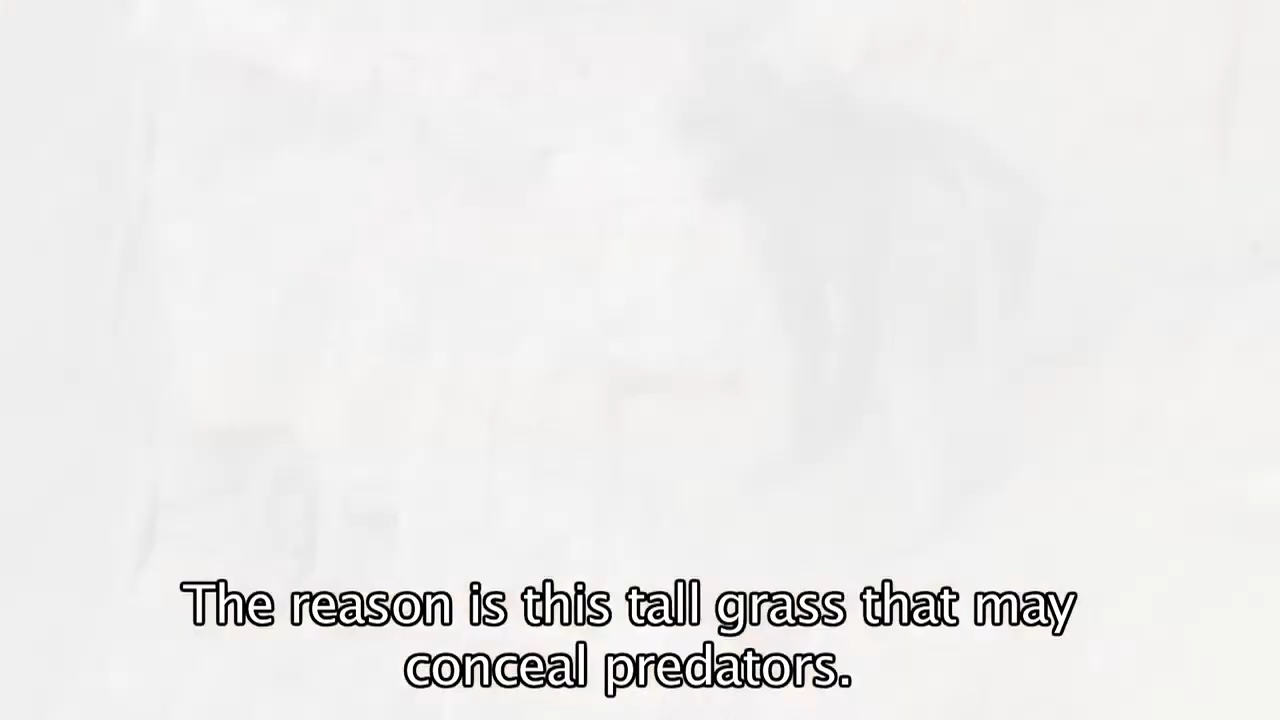 The reason is this tall grass that may
conceal predators.